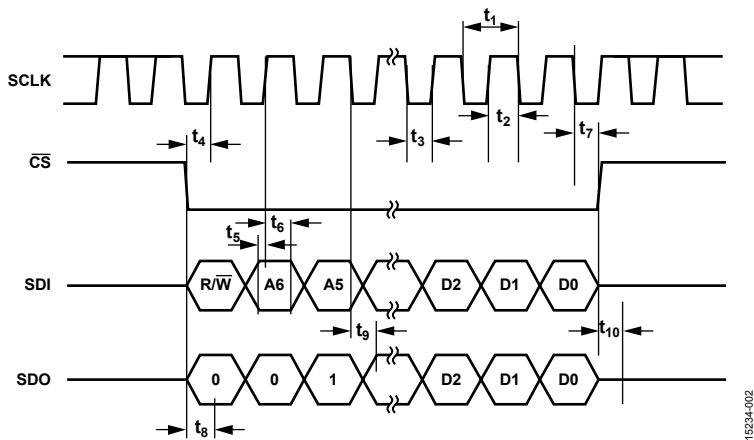 t1
SCLK
t4
t3
t2
t7
CS
t6
t5
SDI
R/W
A6
A5
D2
D1
D0
t9
t10
SDO
0
0
1
D2
D1
D0
t8
15234-002